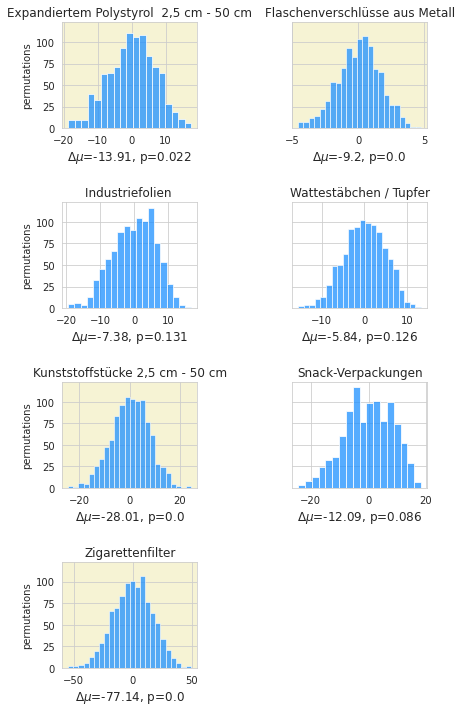 Expandiertem Polystyrol 2,5 cm - 50 cm
Flaschenverschlüsse aus Metall
permutations
100
75
50
25
0
−20 −10 0 10
−5 0 5
Δμ=-13.91, p=0.022
Δμ=-9.2, p=0.0
Industriefolien
Wattestäbchen / Tupfer
permutations
100
75
50
25
0
−20 −10 0 10
−10 0 10
Δμ=-7.38, p=0.131
Δμ=-5.84, p=0.126
Kunststoffstücke 2,5 cm - 50 cm
Snack-Verpackungen
permutations
100
75
50
25
0
−20 0 20
−20 0 20
Δμ=-28.01, p=0.0
Δμ=-12.09, p=0.086
Zigarettenfilter
permutations
100
75
50
25
0
−50 0 50
Δμ=-77.14, p=0.0